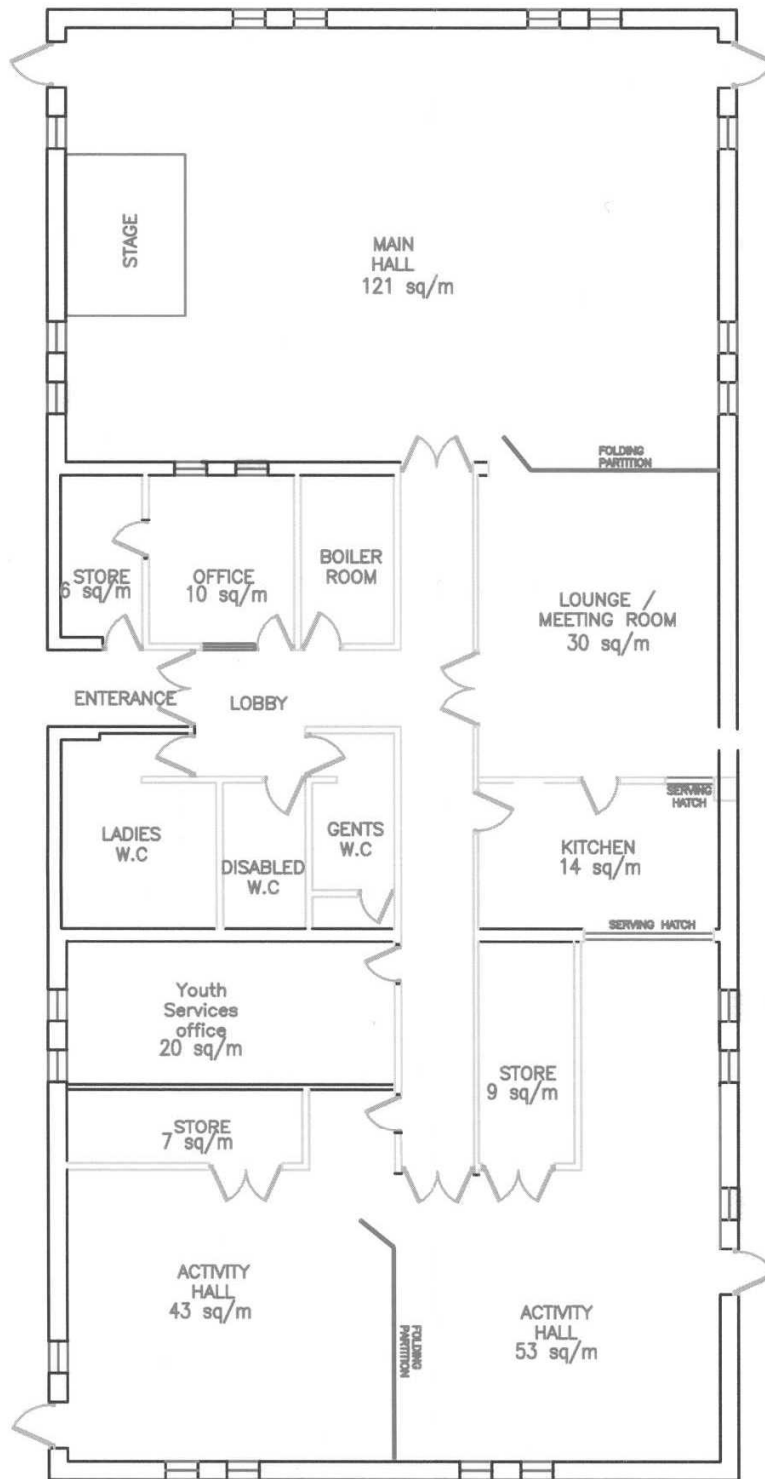 STAGE
MAIN
HALL
121 sq/m
FOLDING
PARTITION
STORE
6 sq/m
OFFICE
10 sq/m
BOILER
ROOM
LOUNGE /
MEETING ROOM
30 sq/m
ENTRANCE
LOBBY
LADIES
W.C
DISABLED
W.C
GENTS
W.C
SERVING
HATCH
KITCHEN
14 sq/m
SERVING HATCH
Youth
Services
office
20 sq/m
STORE
9 sq/m
STORE
7 sq/m
ACTIVITY
HALL
43 sq/m
FOLDING
PARTITION
ACTIVITY
HALL
53 sq/m